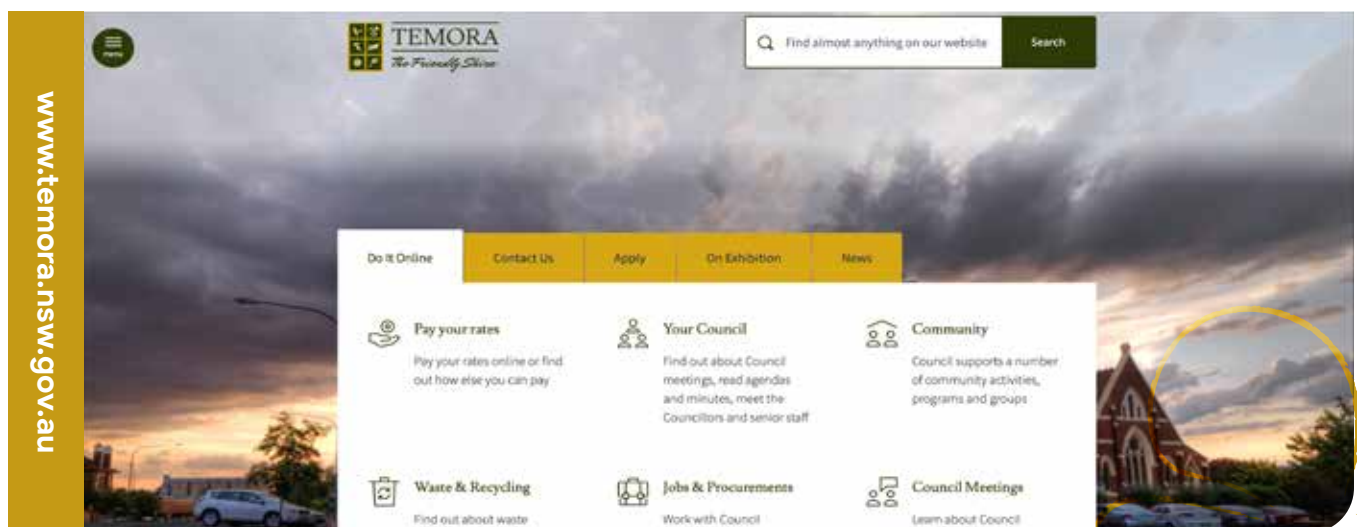 www.temora.nsw.gov.au
menu
TEMORA
The Friendly Shire
Find almost anything on our website
Search
Do It Online
Contact Us
Apply
On Exhibition
News
Pay your rates
Pay your rates online or find
out how else you can pay
Your Council
Find out about Council
meetings, read agendas
and minutes, meet the
Councillors and senior staff
Community
Council supports a number
of community activities,
programs and groups
Waste & Recycling
Find out about waste
Jobs & Procurements
Work with Council
Council Meetings
Learn about Council